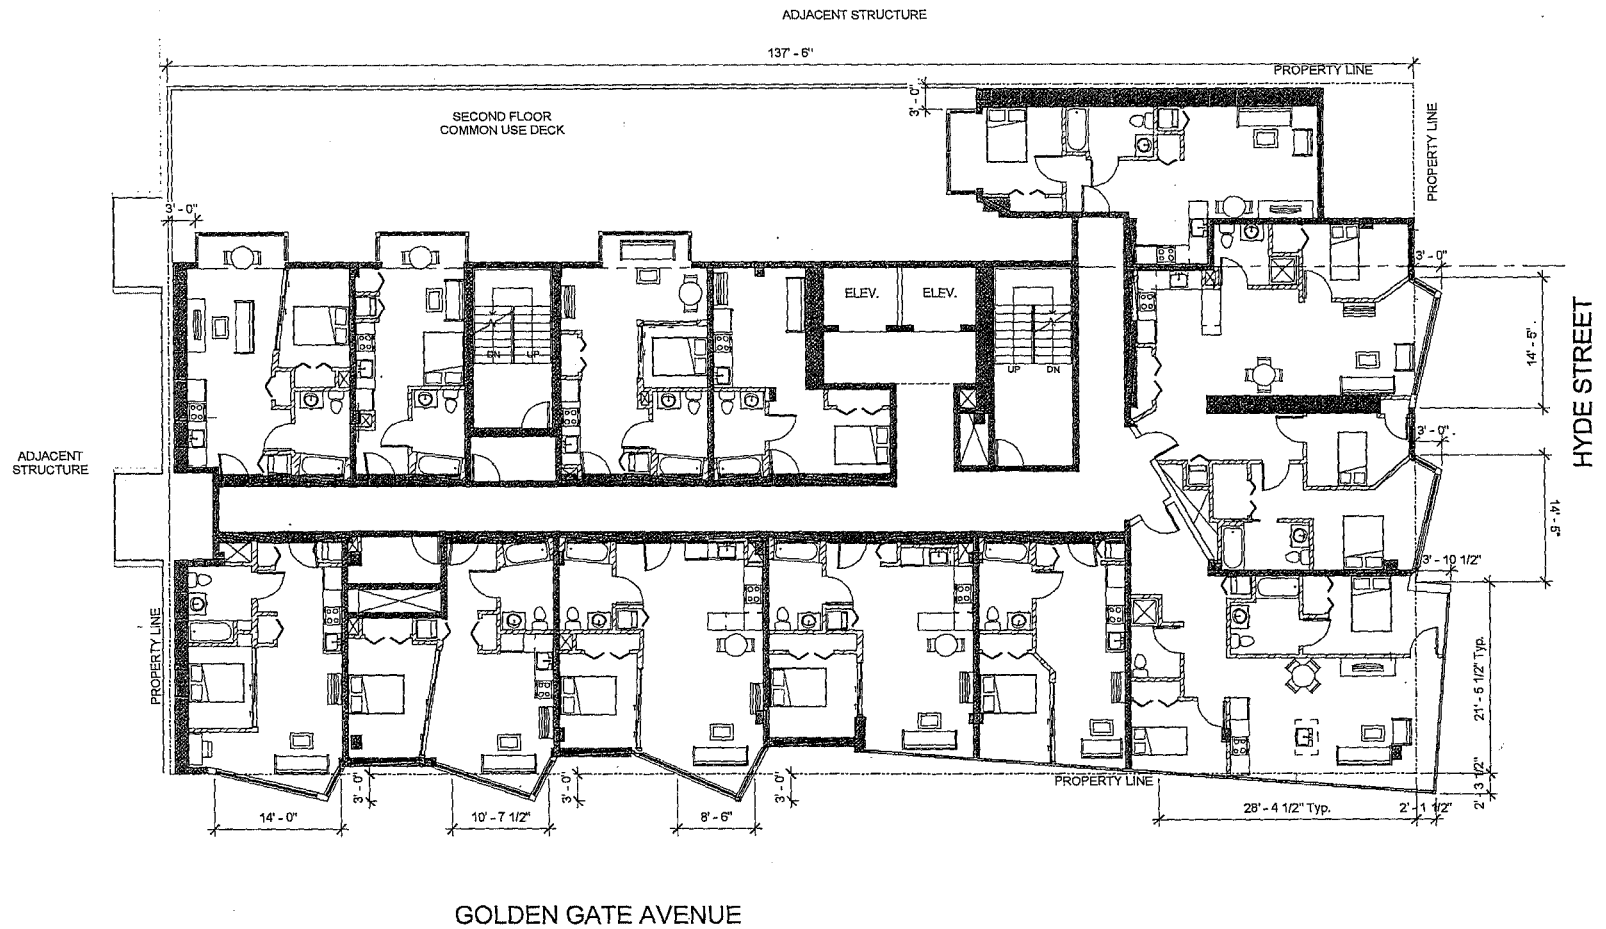 ADJACENT STRUCTURE
137' - 6"
PROPERTY LINE
3' - 0"
SECOND FLOOR
COMMON USE DECK
PROPERTY LINE
3' - 0"
3' - 0"
ELEV.
ELEV.
14' - 5"
HYDE STREET
DN
UP
UP
DN
3' - 0"
ADJACENT
STRUCTURE
14' - 5"
3' - 10 1/2"
PROPERTY LINE
21' - 5 1/2" Typ.
3' - 0"
3' - 0"
3' - 0"
PROPERTY LINE
2' - 3 1/2"
14' - 0"
10' - 7 1/2"
8' - 6"
28' - 4 1/2" Typ.
2' - 1 1/2"
GOLDEN GATE AVENUE